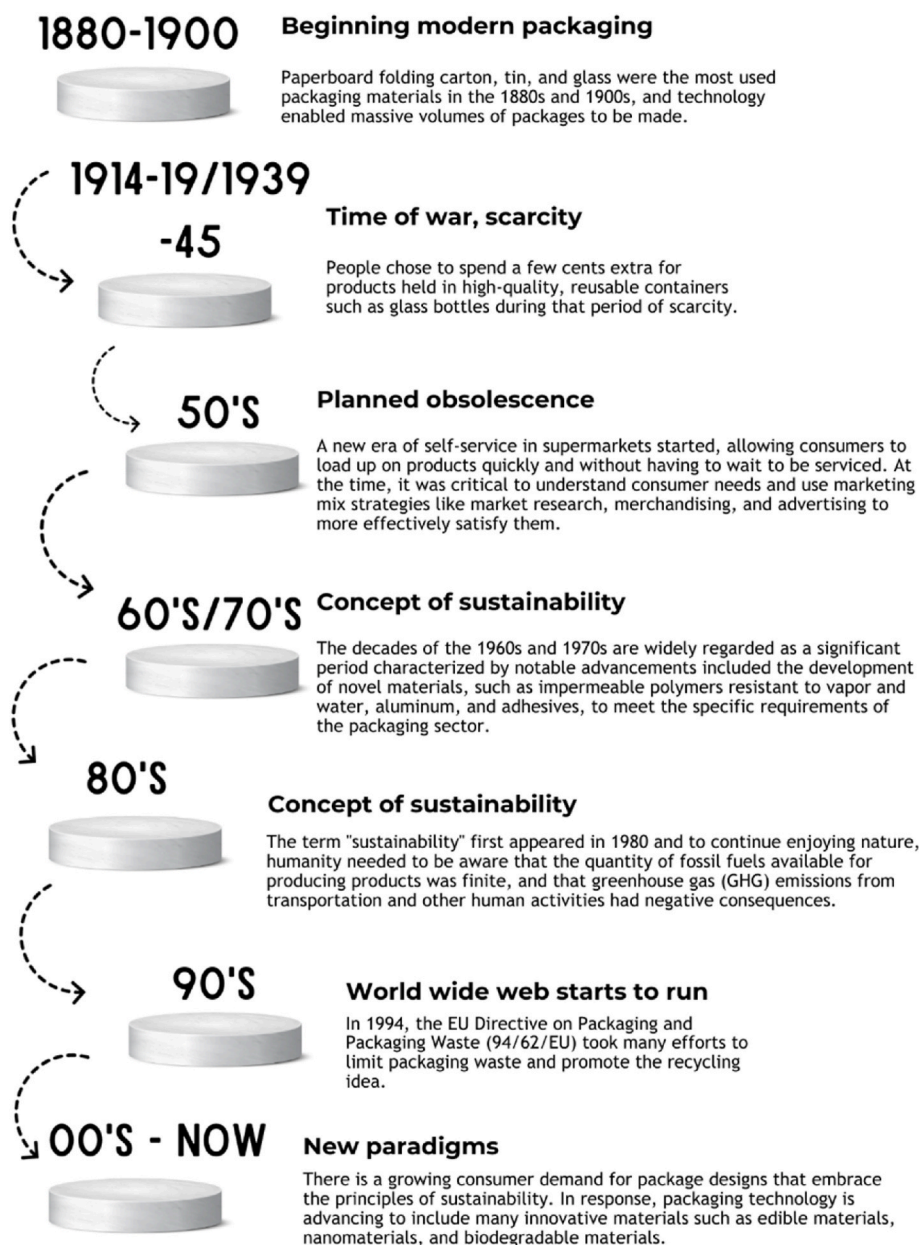 1880-1900
Beginning modern packaging
Paperboard folding carton, tin, and glass were the most used
packaging materials in the 1880s and 1900s, and technology
enabled massive volumes of packages to be made.
1914-19/1939
-45
Time of war, scarcity
People chose to spend a few cents extra for
products held in high-quality, reusable containers
such as glass bottles during that period of scarcity.
50'S
Planned obsolescence
A new era of self-service in supermarkets started, allowing consumers to
load up on products quickly and without having to wait to be serviced. At
the time, it was critical to understand consumer needs and use marketing
mix strategies like market research, merchandising, and advertising to
more effectively satisfy them.
60'S/70'S
Concept of sustainability
The decades of the 1960s and 1970s are widely regarded as a significant
period characterized by notable advancements included the development
of novel materials, such as impermeable polymers resistant to vapor and
water, aluminum, and adhesives, to meet the specific requirements of
the packaging sector.
80'S
Concept of sustainability
The term "sustainability" first appeared in 1980 and to continue enjoying nature,
humanity needed to be aware that the quantity of fossil fuels available for
producing products was finite, and that greenhouse gas (GHG) emissions from
transportation and other human activities had negative consequences.
90'S
World wide web starts to run
In 1994, the EU Directive on Packaging and
Packaging Waste (94/62/EU) took many efforts to
limit packaging waste and promote the recycling
idea.
00'S - NOW
New paradigms
There is a growing consumer demand for package designs that embrace
the principles of sustainability. In response, packaging technology is
advancing to include many innovative materials such as edible materials,
nanomaterials, and biodegradable materials.